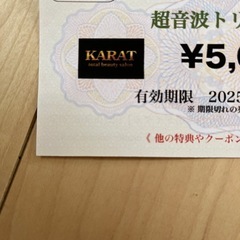 超音波トリ
KARAT
total beauty salon
¥5,0
有効期限 2025
※ 期限切れの
《 他の特典やクーポン